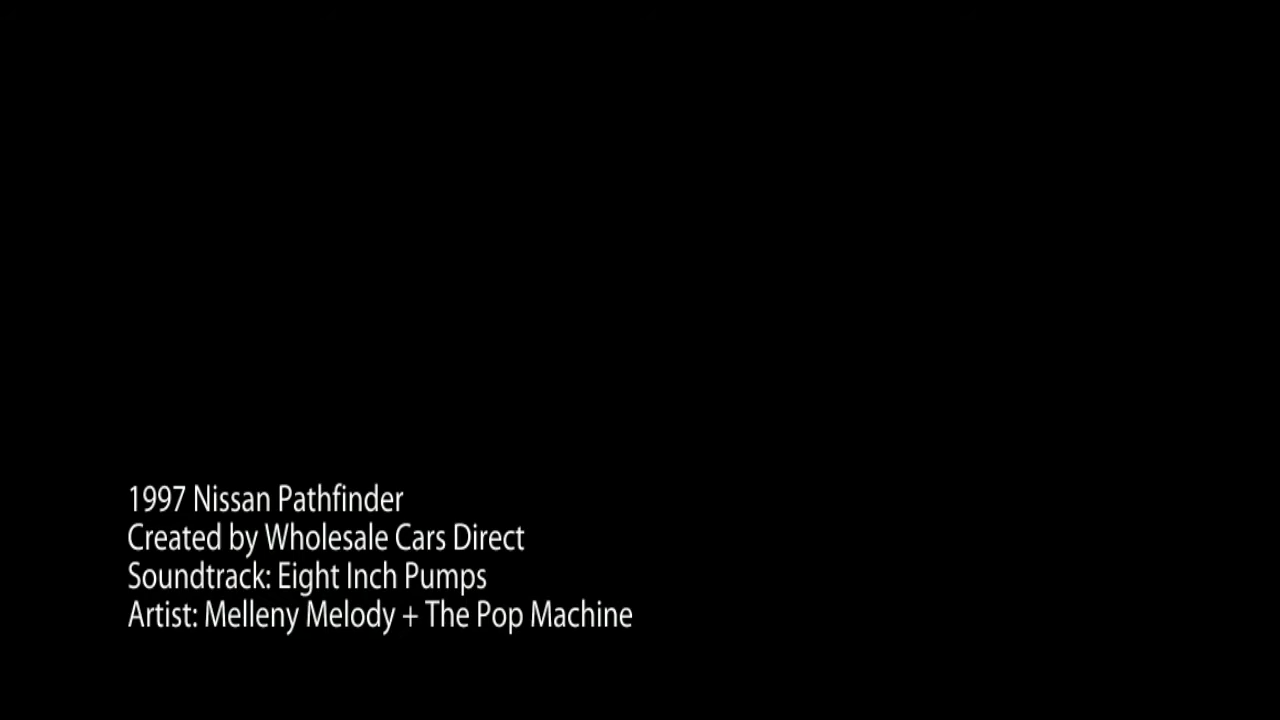 1997 Nissan Pathfinder
Created by Wholesale Cars Direct
Soundtrack: Eight Inch Pumps
Artist: Melleny Melody + The Pop Machine